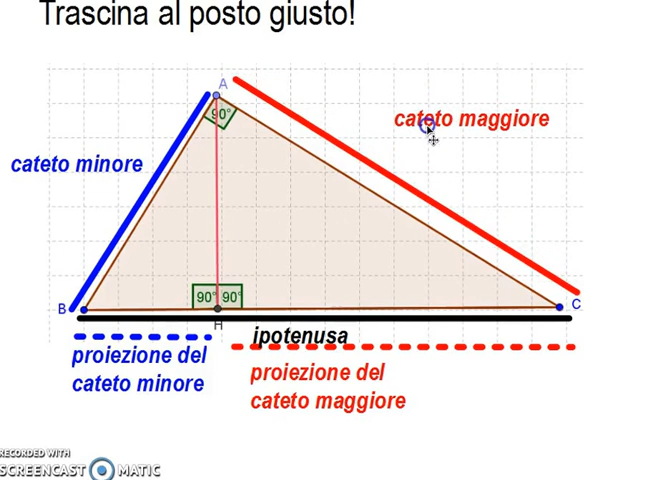 Trascina al posto giusto!
A
90°
cateto maggiore
cateto minore
90° 90°
B
C
H
ipotenusa
proiezione del
cateto minore
proiezione del
cateto maggiore
RECORDED WITH
SCREENCAST MATIC